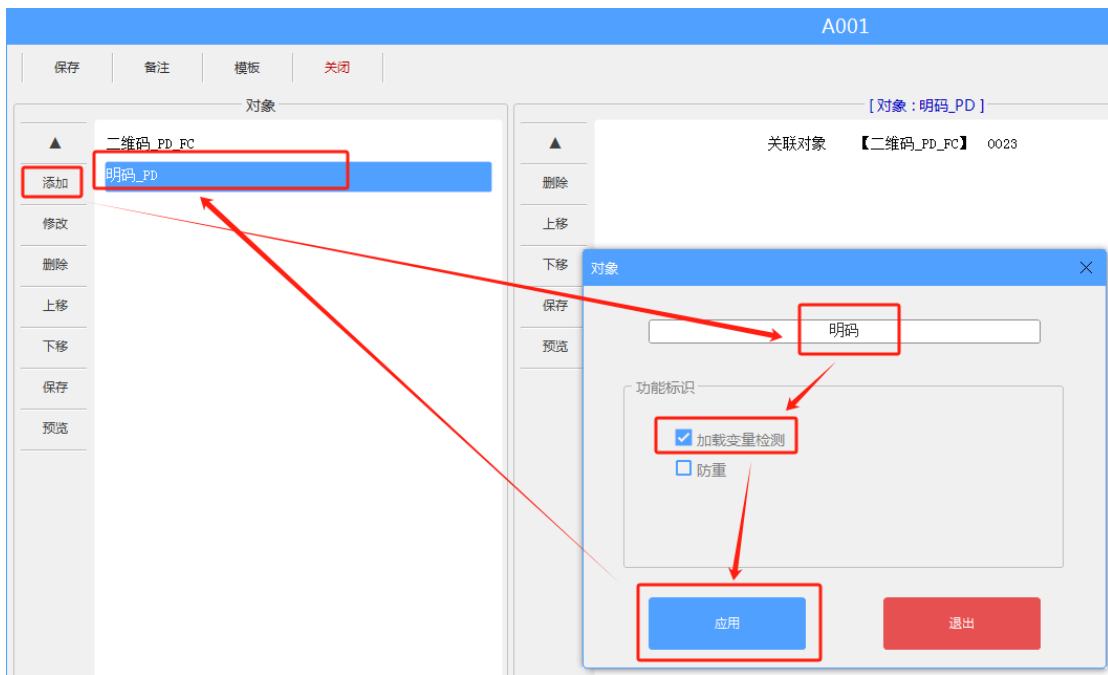 A001
保存 备注 模板 关闭
对象
▲
添加
修改
删除
上移
下移
保存
预览
二维码_PD_FC
明码_PD
[ 对象 : 明码_PD ]
▲
删除
上移
下移
保存
预览
关联对象 【二维码_PD_FC】 0023
对象
明码
功能标识
加载变量检测
防重
应用 退出